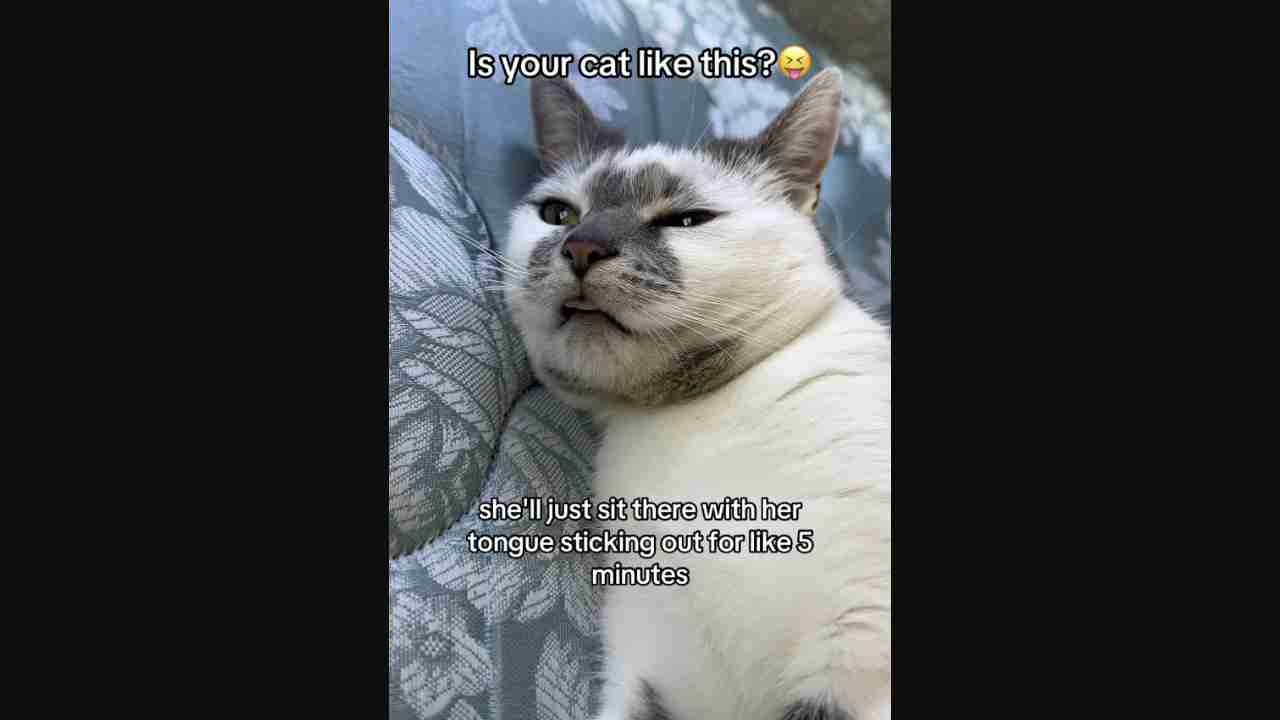 Is your cat like this?😝
she'll just sit there with her
tongue sticking out for like 5
minutes